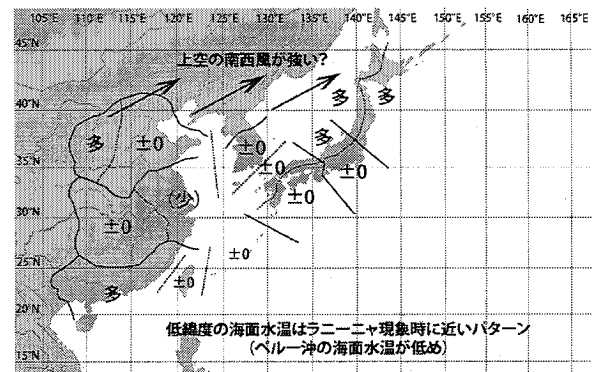 105°E 110°E 115°E 120°E 125°E 130°E 135°E 140°E 145°E 150°E 155°E 160°E 165°E
45°N
上空の南西風が強い?
多 多
40°N
多 ±0 ±0 多
35°N
±0 ±0
(少) ±0
30°N
±0
±0
25°N
±0
多
20°N
低緯度の海面水温はラニーニャ現象時に近いパターン
(ペルー沖の海面水温が低め)
15°N